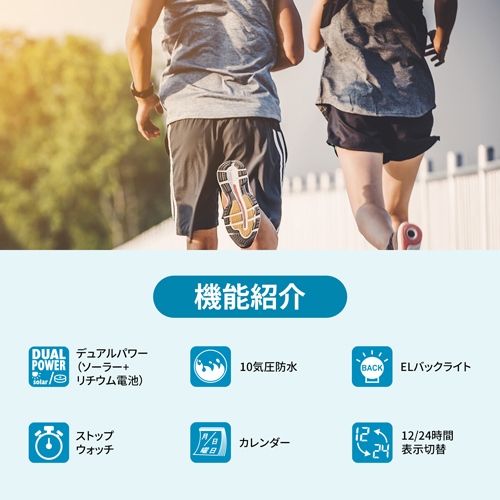 機能紹介
DUAL
POWER
solar/
デュアルパワー
（ソーラー+
リチウム電池）
10気圧防水
BACK
ELバックライト
ストップ
ウォッチ
月/日
曜日
カレンダー
12
24
12/24時間
表示切替